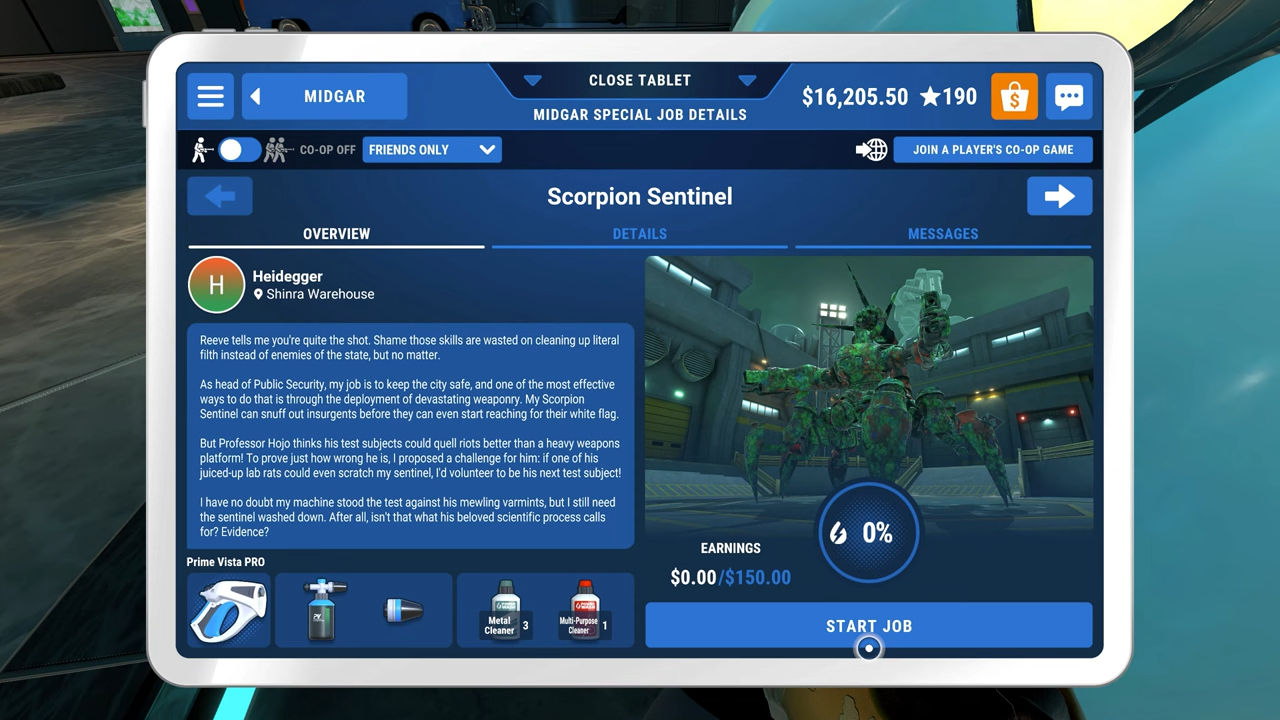 CLOSE TABLET
MIDGAR
MIDGAR SPECIAL JOB DETAILS
$16,205.50 ★190
CO-OP OFF
FRIENDS ONLY
JOIN A PLAYER'S CO-OP GAME
Scorpion Sentinel
OVERVIEW
DETAILS
MESSAGES
H
Heidegger
Shinra Warehouse
Reeve tells me you're quite the shot. Shame those skills are wasted on cleaning up literal
filth instead of enemies of the state, but no matter.
As head of Public Security, my job is to keep the city safe, and one of the most effective
ways to do that is through the deployment of devastating weaponry. My Scorpion
Sentinel can snuff out insurgents before they can even start reaching for their white flag.
But Professor Hojo thinks his test subjects could quell riots better than a heavy weapons
platform! To prove just how wrong he is, I proposed a challenge for him: if one of his
juiced-up lab rats could even scratch my sentinel, I'd volunteer to be his next test subject!
I have no doubt my machine stood the test against his mewling varmints, but I still need
the sentinel washed down. After all, isn't that what his beloved scientific process calls
for? Evidence?
Prime Vista PRO
Metal
Cleaner
3
Multi-Purpose
Cleaner
1
0%
EARNINGS
$0.00/$150.00
START JOB